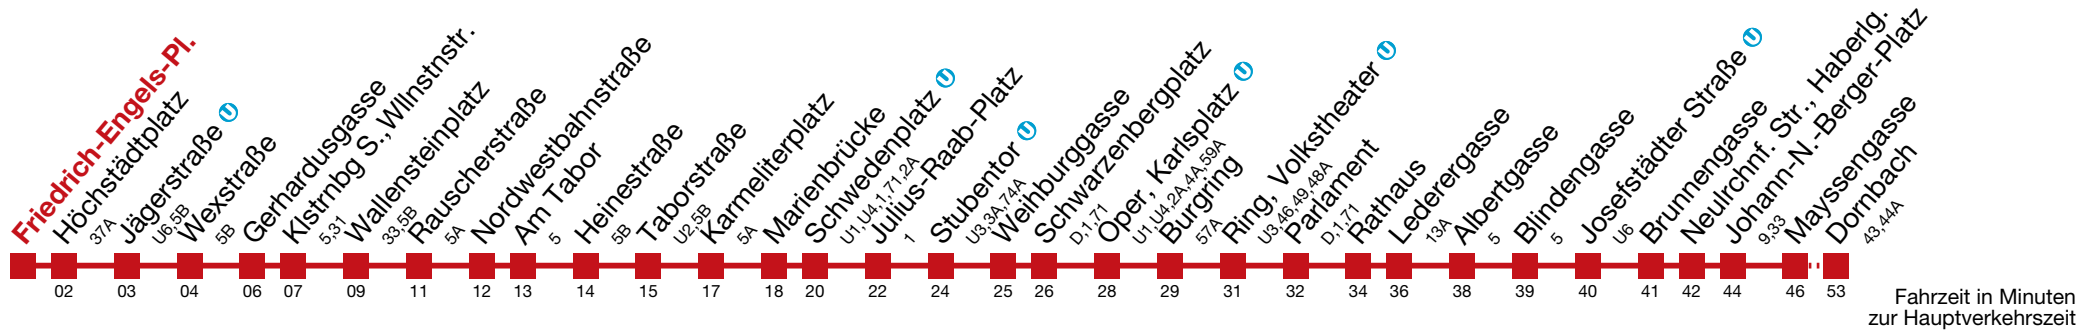 Friedrich-Engels-Pl.
Höchstädtplatz
37A
Jägerstraße U
U6,5B
Wexstraße
5B
Gerhardusgasse
Klstrnbg S.,Wllnstnstr.
5,31
Wallensteinplatz
33,5B
Rauscherstraße
5A
Nordwestbahnstraße
Am Tabor
5
Heinestraße
5B
Taborstraße
U2,5B
Karmeliterplatz
5A
Marienbrücke
Schwedenplatz U
U1,U4,1,71,2A
Julius-Raab-Platz
1
Stubentor U
U3,3A,74A
Weihburggasse
Schwarzenbergplatz
D,1,71
Oper, Karlsplatz U
U1,U4,2A,4A,59A
Burgring
57A
Ring, Volkstheater U
U3,46,49,48A
Parlament
D,1,71
Rathaus
Lederergasse
13A
Albertgasse
5
Blindengasse
5
Josefstädter Straße U
U6
Brunnengasse
Neulrchnf. Str., Haberlg.
Johann-N.-Berger-Platz
9,33
Mayssengasse
Dornbach
43,44A
02 03 04 06 07 09 11 12 13 14 15 17 18 20 22 24 25 26 28 29 31 32 34 36 38 39 40 41 42 44 46 53
Fahrzeit in Minuten
zur Hauptverkehrszeit